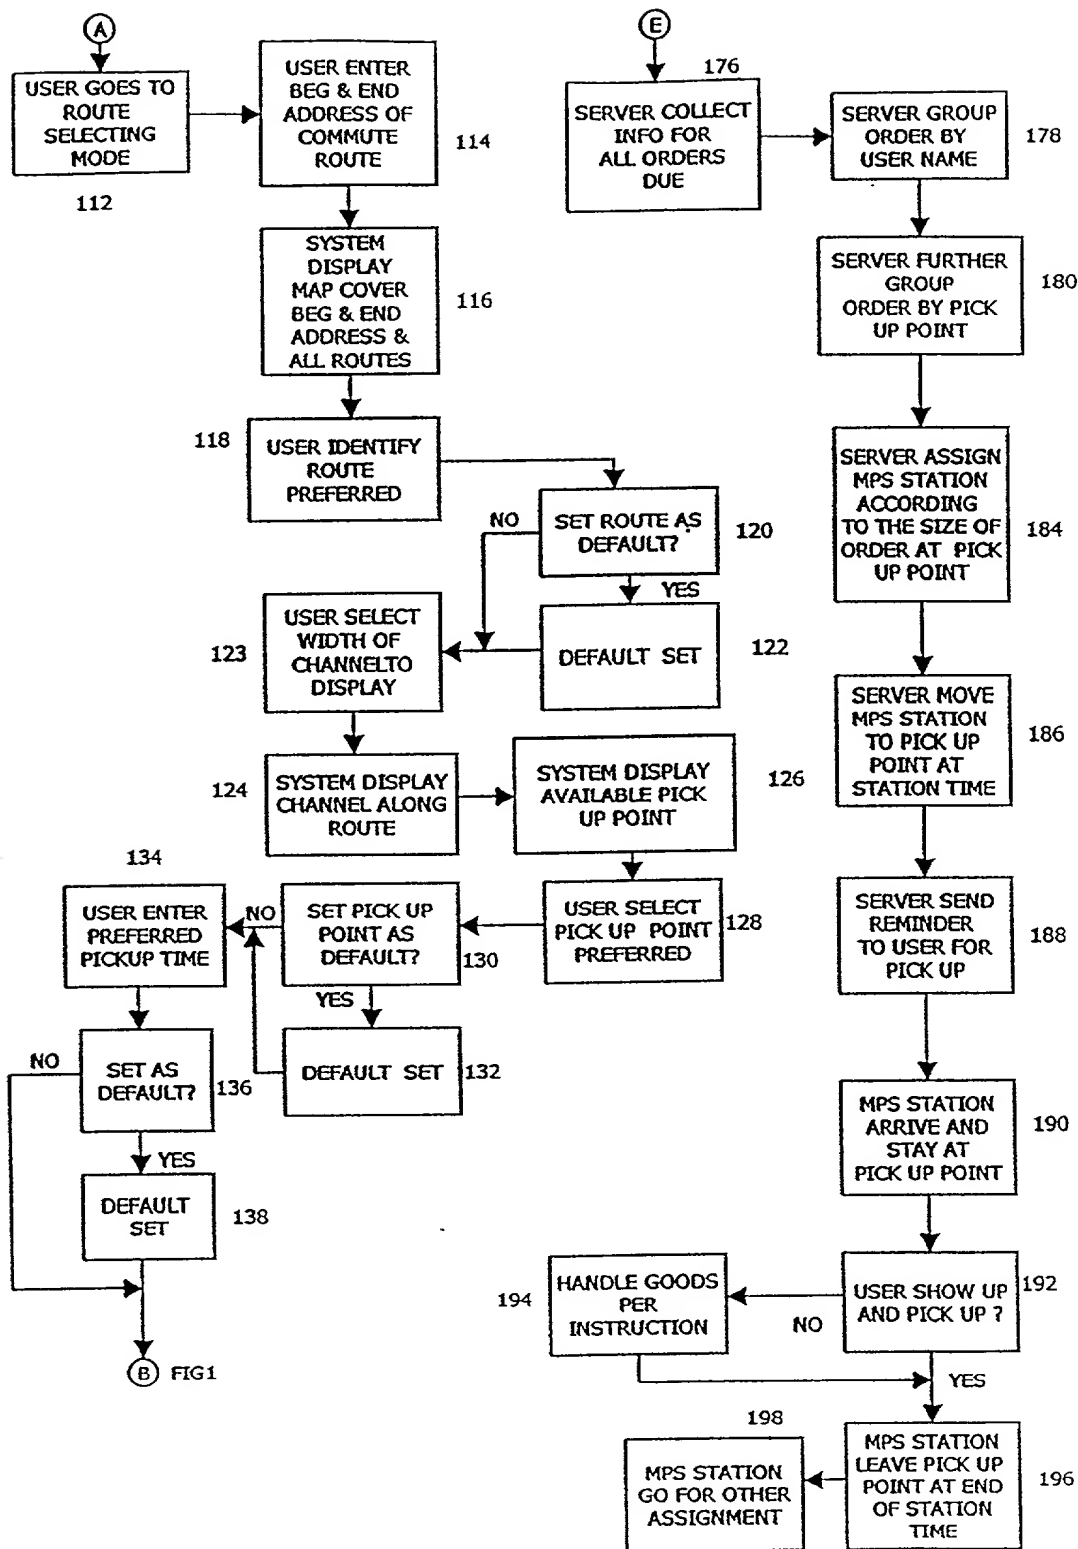 A
USER GOES TO
ROUTE
SELECTING
MODE
112
USER ENTER
BEG & END
ADDRESS OF
COMMUTE
ROUTE
114
SYSTEM
DISPLAY
MAP COVER
BEG & END
ADDRESS &
ALL ROUTES
116
118
USER IDENTIFY
ROUTE
PREFERRED
SET ROUTE AS
DEFAULT?
120
NO
YES
DEFAULT SET
122
123
USER SELECT
WIDTH OF
CHANNELTO
DISPLAY
124
SYSTEM DISPLAY
CHANNEL ALONG
ROUTE
SYSTEM DISPLAY
AVAILABLE PICK
UP POINT
126
USER SELECT
PICK UP POINT
PREFERRED
128
SET PICK UP
POINT AS
DEFAULT?
130
NO
YES
DEFAULT SET
132
134
USER ENTER
PREFERRED
PICKUP TIME
SET AS
DEFAULT?
136
NO
YES
DEFAULT
SET
138
B FIG1
E
176
SERVER COLLECT
INFO FOR
ALL ORDERS
DUE
SERVER GROUP
ORDER BY
USER NAME
178
SERVER FURTHER
GROUP
ORDER BY PICK
UP POINT
180
SERVER ASSIGN
MPS STATION
ACCORDING
TO THE SIZE OF
ORDER AT PICK
UP POINT
184
SERVER MOVE
MPS STATION
TO PICK UP
POINT AT
STATION TIME
186
SERVER SEND
REMINDER
TO USER FOR
PICK UP
188
MPS STATION
ARRIVE AND
STAY AT
PICK UP POINT
190
USER SHOW UP
AND PICK UP ?
192
NO
YES
194
HANDLE GOODS
PER
INSTRUCTION
MPS STATION
LEAVE PICK UP
POINT AT END
OF STATION
TIME
196
198
MPS STATION
GO FOR OTHER
ASSIGNMENT